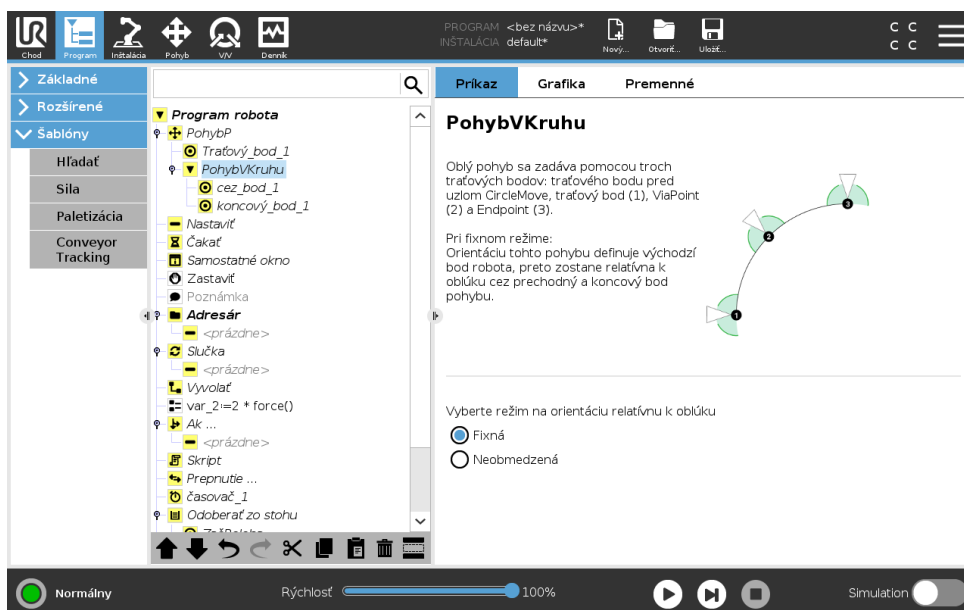 PROGRAM <bez názvu>*
INŠTALÁCIA default*
Chod
Program
Inštalácia
Pohyb
V/V
Denník
Nový...
Otvoriť...
Uložiť...
C C
C C
Základné
Rozšírené
Šablóny
Hľadať
Sila
Paletizácia
Conveyor
Tracking
Program robota
PohybP
Traťový_bod_1
PohybVKruhu
cez_bod_1
koncový_bod_1
Nastaviť
Čakať
Samostatné okno
Zastaviť
Poznámka
Adresár
<prázdne>
Slučka
<prázdne>
Vyvolať
var_2:=2 * force()
Ak ...
<prázdne>
Skript
Prepnutie ...
časovač_1
Odoberať zo stohu
Príkaz
Grafika
Premenné
PohybVKruhu
Oblý pohyb sa zadáva pomocou troch
traťových bodov: traťového bodu pred
uzlom CircleMove, traťový bod (1), ViaPoint
(2) a Endpoint (3).
Pri fixnom režime:
Orientáciu tohto pohybu definuje východzí
bod robota, preto zostane relatívna k
oblúku cez prechodný a koncový bod
pohybu.
3
2
1
Vyberte režim na orientáciu relatívnu k oblúku
Fixná
Neobmedzená
Normálny
Rýchlosť
100%
Simulation